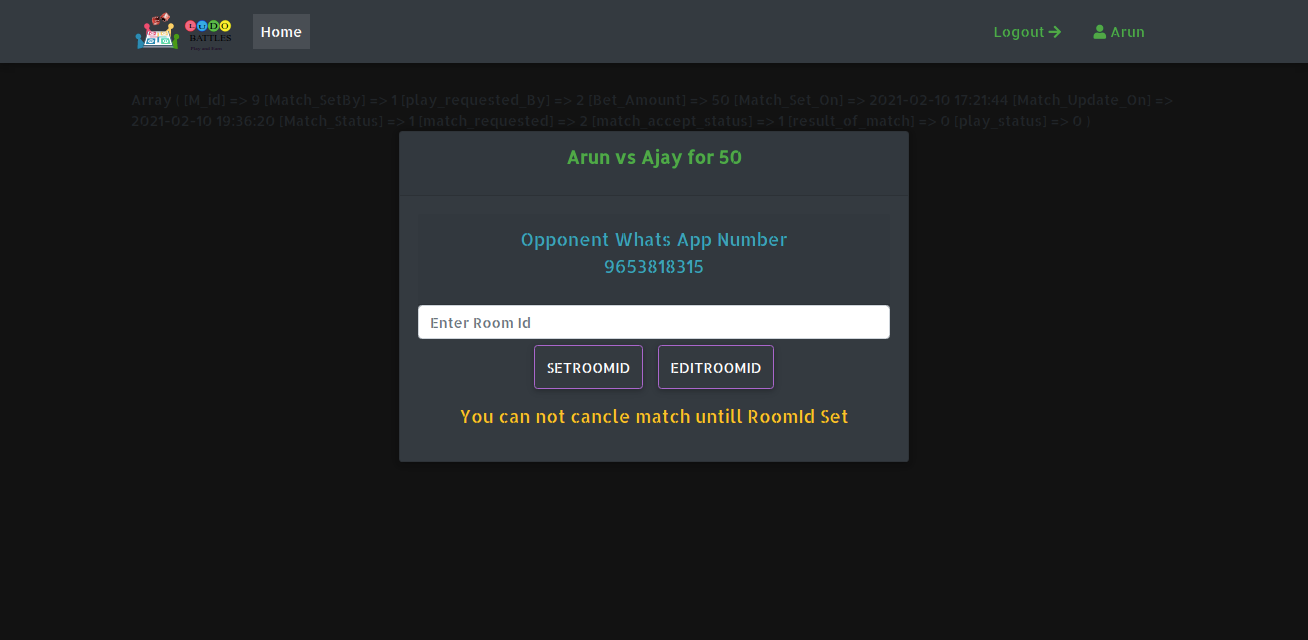 LUDO
BATTLES
Home
Logout
Arun
Array ( [M_id] => 9 [Match_SetBy] => 1 [play_requested_By] => 2 [Bet_Amount] => 50 [Match_Set_On] => 2021-02-10 17:21:44 [Match_Update_On] =>
2021-02-10 19:36:20 [Match_Status] => 1 [match_requested] => 2 [match_accept_status] => 1 [result_of_match] => 0 [play_status] => 0 )
Arun vs Ajay for 50
Opponent Whats App Number
9653818315
Enter Room Id
SETROOMID
EDITROOMID
You can not cancle match untill RoomId Set